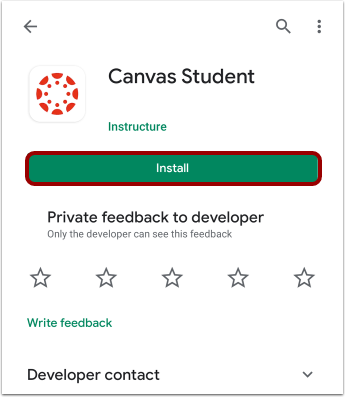 Canvas Student
Instructure
Install
Private feedback to developer
Only the developer can see this feedback
Write feedback
Developer contact